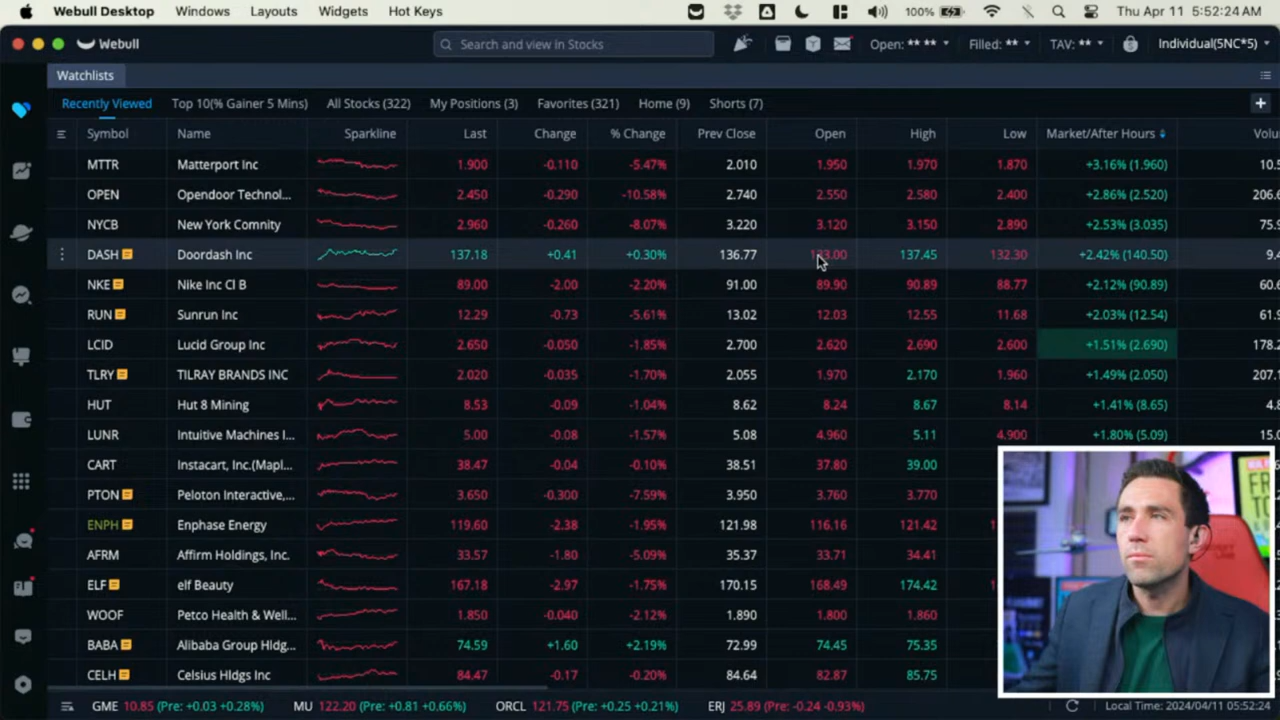 Webull Desktop Windows Layouts Widgets Hot Keys 100% Thu Apr 11 5:52:24 AM
Webull Search and view in Stocks Open: ** ** Filled: ** TAV: ** Individual(5NC*5)
Watchlists
Recently Viewed Top 10(% Gainer 5 Mins) All Stocks (322) My Positions (3) Favorites (321) Home (9) Shorts (7)
Symbol Name Sparkline Last Change % Change Prev Close Open High Low Market/After Hours Volu
MTTR Matterport Inc 1.900 -0.110 -5.47% 2.010 1.950 1.970 1.870 +3.16% (1.960) 10.5
OPEN Opendoor Technol... 2.450 -0.290 -10.58% 2.740 2.550 2.580 2.400 +2.86% (2.520) 206.
NYCB New York Comnity 2.960 -0.260 -8.07% 3.220 3.120 3.150 2.890 +2.53% (3.035) 75.9
DASH Doordash Inc 137.18 +0.41 +0.30% 136.77 133.00 137.45 132.30 +2.42% (140.50) 9.4
NKE Nike Inc Cl B 89.00 -2.00 -2.20% 91.00 89.90 90.89 88.77 +2.12% (90.89) 60.6
RUN Sunrun Inc 12.29 -0.73 -5.61% 13.02 12.03 12.55 11.68 +2.03% (12.54) 61.9
LCID Lucid Group Inc 2.650 -0.050 -1.85% 2.700 2.620 2.690 2.600 +1.51% (2.690) 178.2
TLRY TILRAY BRANDS INC 2.020 -0.035 -1.70% 2.055 1.970 2.170 1.960 +1.49% (2.050) 207.1
HUT Hut 8 Mining 8.53 -0.09 -1.04% 8.62 8.24 8.67 8.14 +1.41% (8.65) 4.8
LUNR Intuitive Machines I... 5.00 -0.08 -1.57% 5.08 4.960 5.11 4.900 +1.80% (5.09) 15.0
CART Instacart, Inc.(Mapl... 38.47 -0.04 -0.10% 38.51 37.80 39.00
PTON Peloton Interactive,... 3.650 -0.300 -7.59% 3.950 3.760 3.770
ENPH Enphase Energy 119.60 -2.38 -1.95% 121.98 116.16 121.42
AFRM Affirm Holdings, Inc. 33.57 -1.80 -5.09% 35.37 33.71 34.41
ELF elf Beauty 167.18 -2.97 -1.75% 170.15 168.49 174.42
WOOF Petco Health & Well... 1.850 -0.040 -2.12% 1.890 1.800 1.860
BABA Alibaba Group Hldg... 74.59 +1.60 +2.19% 72.99 74.45 75.35
CELH Celsius Hldgs Inc 84.47 -0.17 -0.20% 84.64 82.87 85.75
GME 10.85 (Pre: +0.03 +0.28%) MU 122.20 (Pre: +0.81 +0.66%) ORCL 121.75 (Pre: +0.25 +0.21%) ERJ 25.89 (Pre: -0.24 -0.93%) Local Time: 2024/04/11 05:52:24